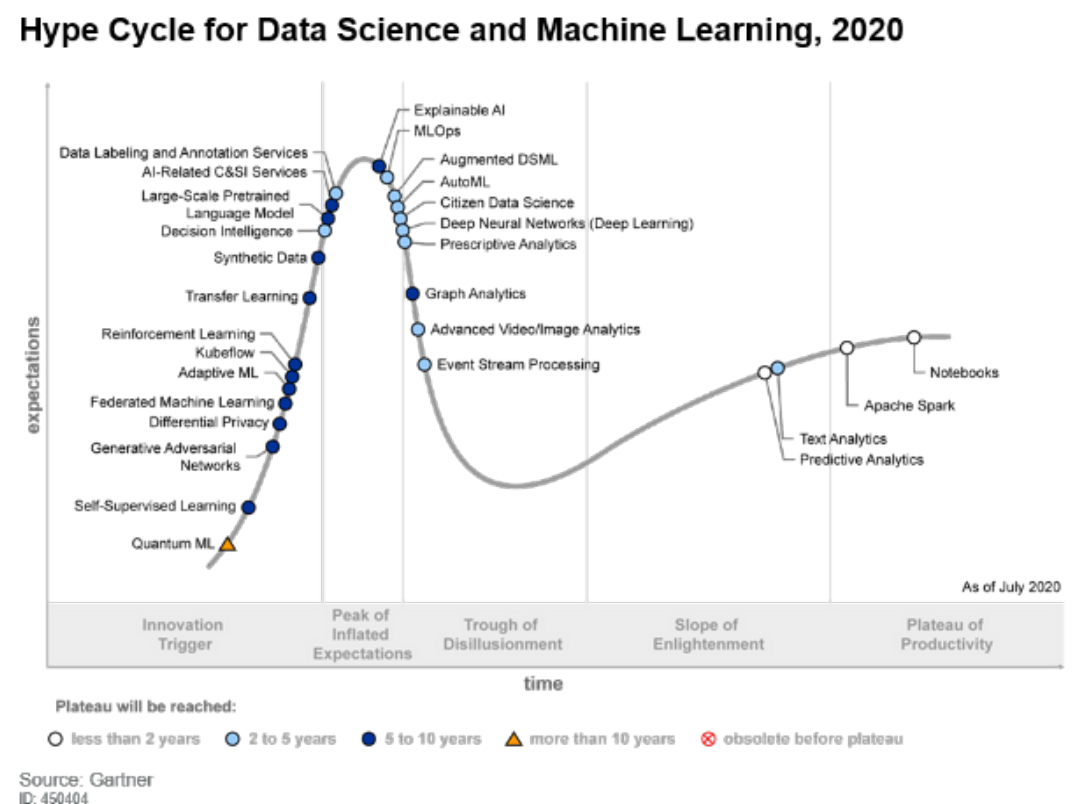 Hype Cycle for Data Science and Machine Learning, 2020
Explainable AI
MLOps
Data Labeling and Annotation Services
AI-Related C&SI Services
Large-Scale Pretrained
Language Model
Decision Intelligence
Synthetic Data
Transfer Learning
Reinforcement Learning
Kubeflow
Adaptive ML
Federated Machine Learning
Differential Privacy
Generative Adversarial
Networks
Self-Supervised Learning
Quantum ML
Augmented DSML
AutoML
Citizen Data Science
Deep Neural Networks (Deep Learning)
Prescriptive Analytics
Graph Analytics
Advanced Video/Image Analytics
Event Stream Processing
Notebooks
Apache Spark
Text Analytics
Predictive Analytics
expectations
As of July 2020
Innovation
Trigger
Peak of
Inflated
Expectations
Trough of
Disillusionment
Slope of
Enlightenment
Plateau of
Productivity
time
Plateau will be reached:
less than 2 years
2 to 5 years
5 to 10 years
more than 10 years
obsolete before plateau
Source: Gartner
ID: 450404